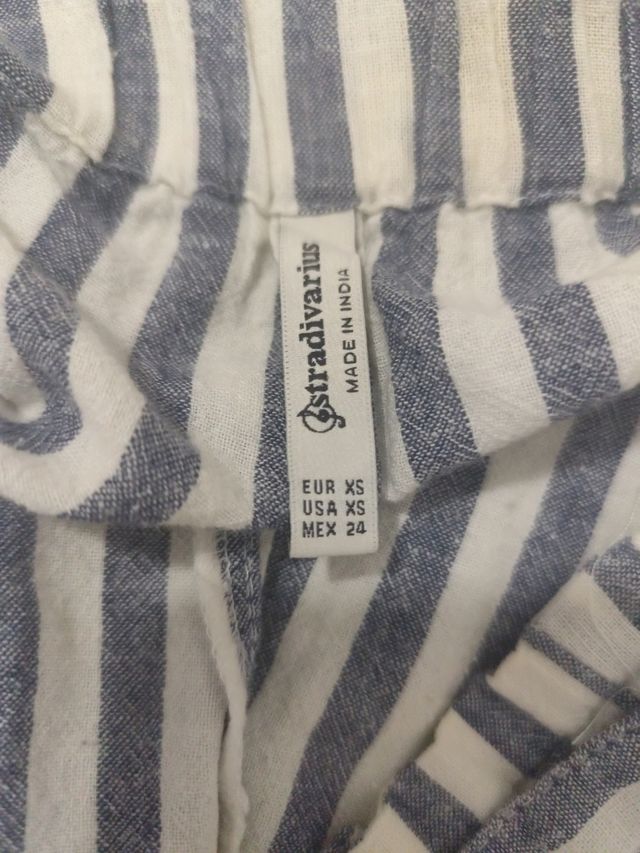 stradivarius
MADE IN INDIA
EUR XS
USA XS
MEX 24